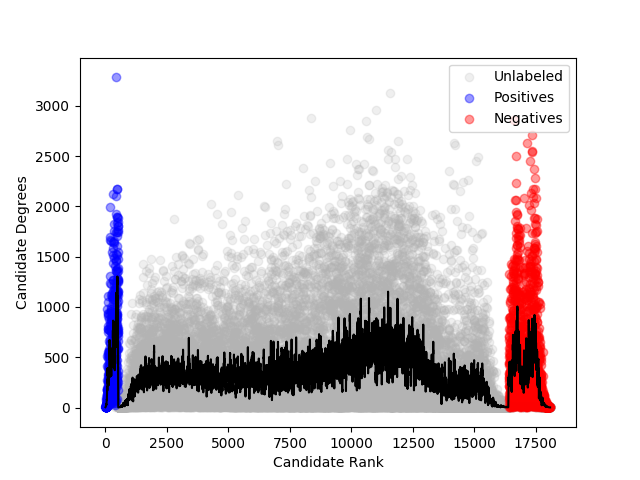 Unlabeled
Positives
Negatives
3000
2500
2000
1500
1000
500
0
Candidate Degrees
0 2500 5000 7500 10000 12500 15000 17500
Candidate Rank